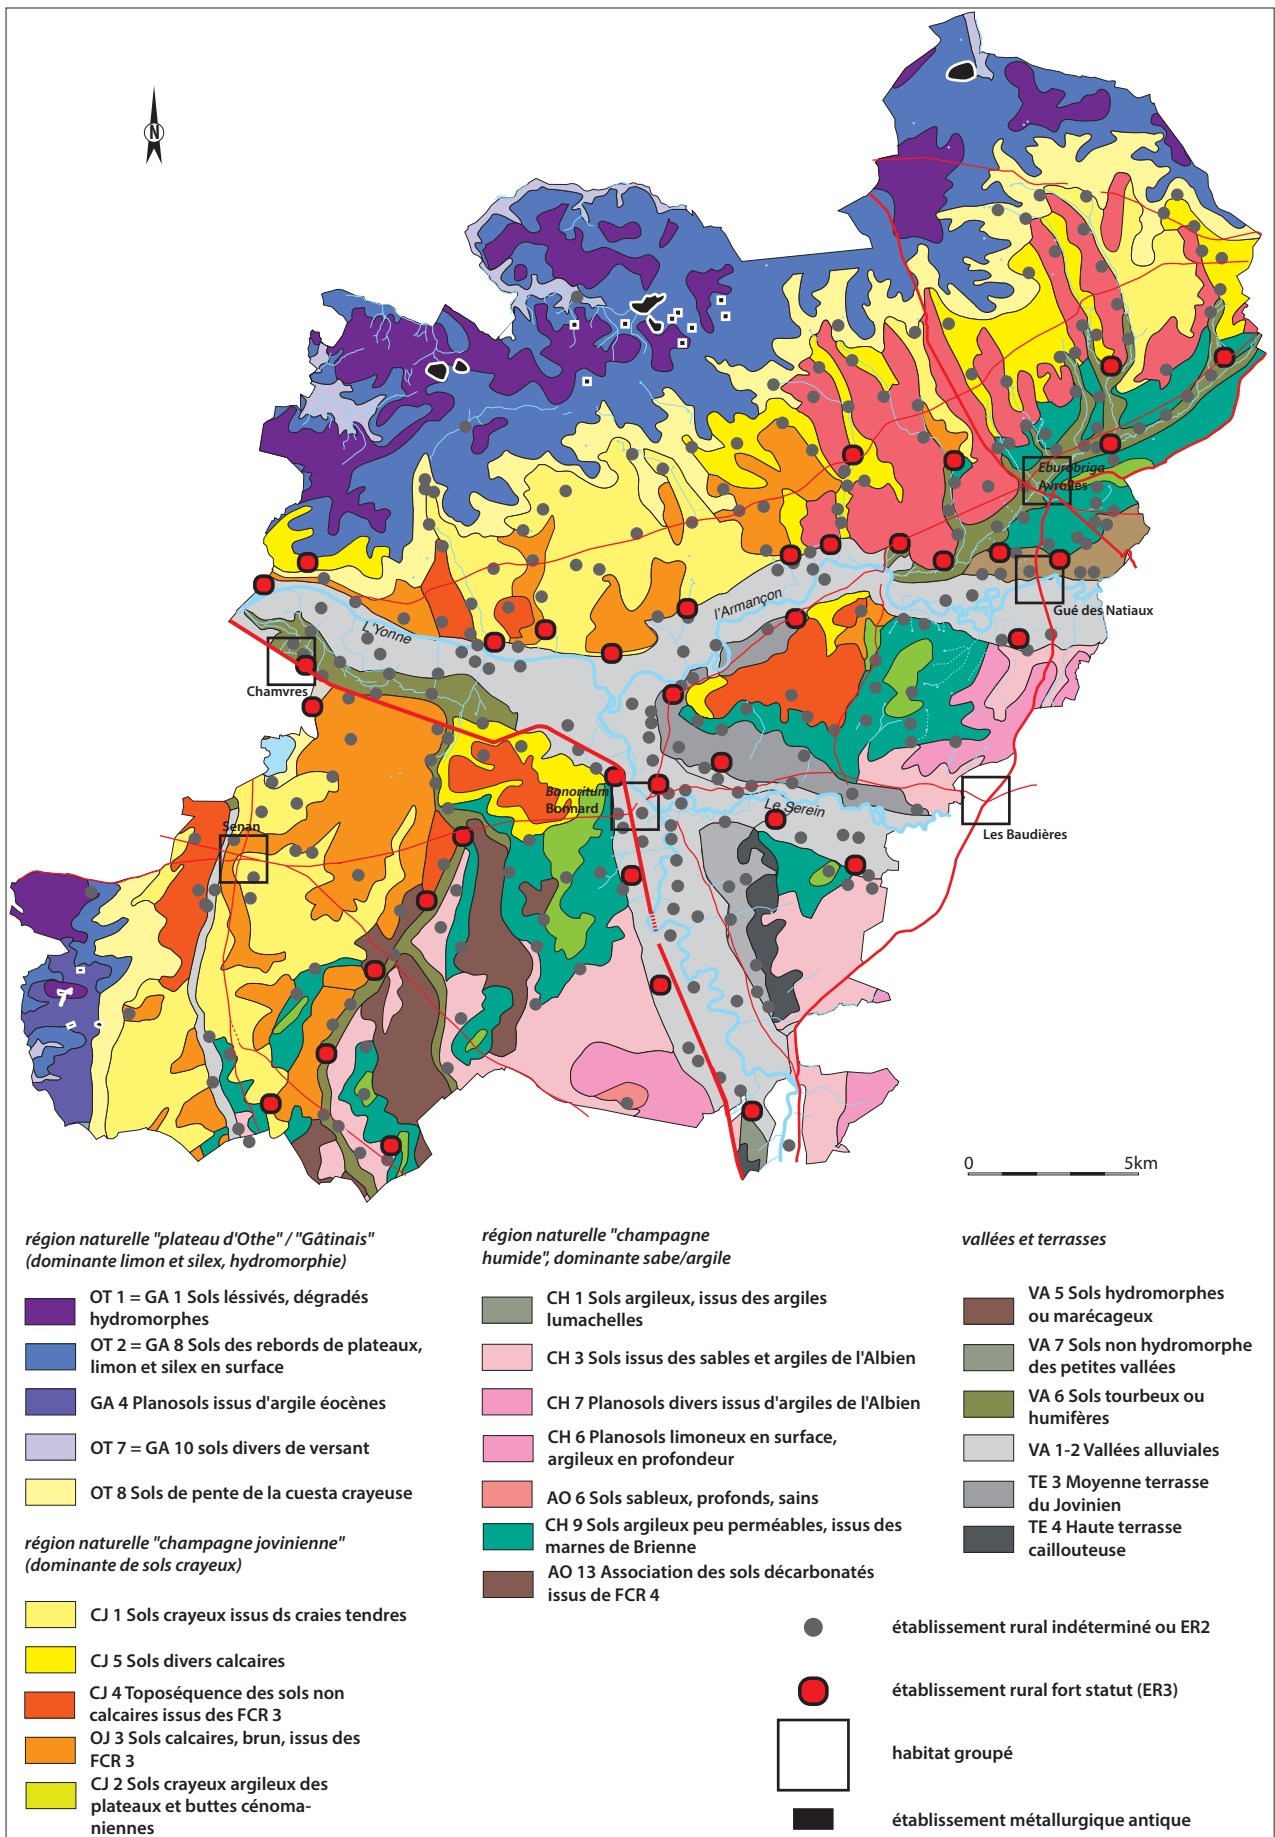 N
Eburobriga
Avrolles
l'Armançon
Gué des Natiaux
L'Yonne
Chamvres
Banoritum
Bonnard
Le Serein
Les Baudières
Senan
0 5km
région naturelle "plateau d'Othe" / "Gâtinais"
(dominante limon et silex, hydromorphie)
OT 1 = GA 1 Sols léssivés, dégradés
hydromorphes
OT 2 = GA 8 Sols des rebords de plateaux,
limon et silex en surface
GA 4 Planosols issus d'argile éocènes
OT 7 = GA 10 sols divers de versant
OT 8 Sols de pente de la cuesta crayeuse
région naturelle "champagne jovinienne"
(dominante de sols crayeux)
CJ 1 Sols crayeux issus ds craies tendres
CJ 5 Sols divers calcaires
CJ 4 Toposéquence des sols non
calcaires issus des FCR 3
OJ 3 Sols calcaires, brun, issus des
FCR 3
CJ 2 Sols crayeux argileux des
plateaux et buttes cénoma-
niennes
région naturelle "champagne
humide", dominante sabe/argile
CH 1 Sols argileux, issus des argiles
lumachelles
CH 3 Sols issus des sables et argiles de l'Albien
CH 7 Planosols divers issus d'argiles de l'Albien
CH 6 Planosols limoneux en surface,
argileux en profondeur
AO 6 Sols sableux, profonds, sains
CH 9 Sols argileux peu perméables, issus des
marnes de Brienne
AO 13 Association des sols décarbonatés
issus de FCR 4
vallées et terrasses
VA 5 Sols hydromorphes
ou marécageux
VA 7 Sols non hydromorphe
des petites vallées
VA 6 Sols tourbeux ou
humifères
VA 1-2 Vallées alluviales
TE 3 Moyenne terrasse
du Jovinien
TE 4 Haute terrasse
caillouteuse
établissement rural indéterminé ou ER2
établissement rural fort statut (ER3)
habitat groupé
établissement métallurgique antique